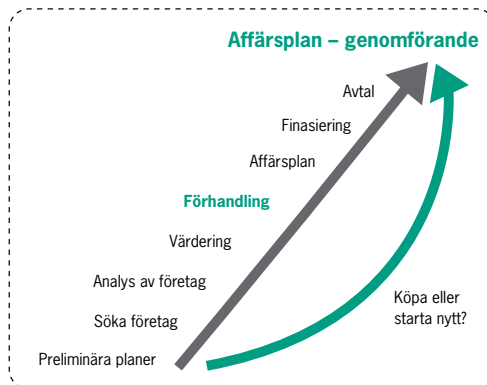 Affärsplan – genomförande
Avtal
Finasiering
Affärsplan
Förhandling
Värdering
Analys av företag
Söka företag
Preliminära planer
Köpa eller
starta nytt?